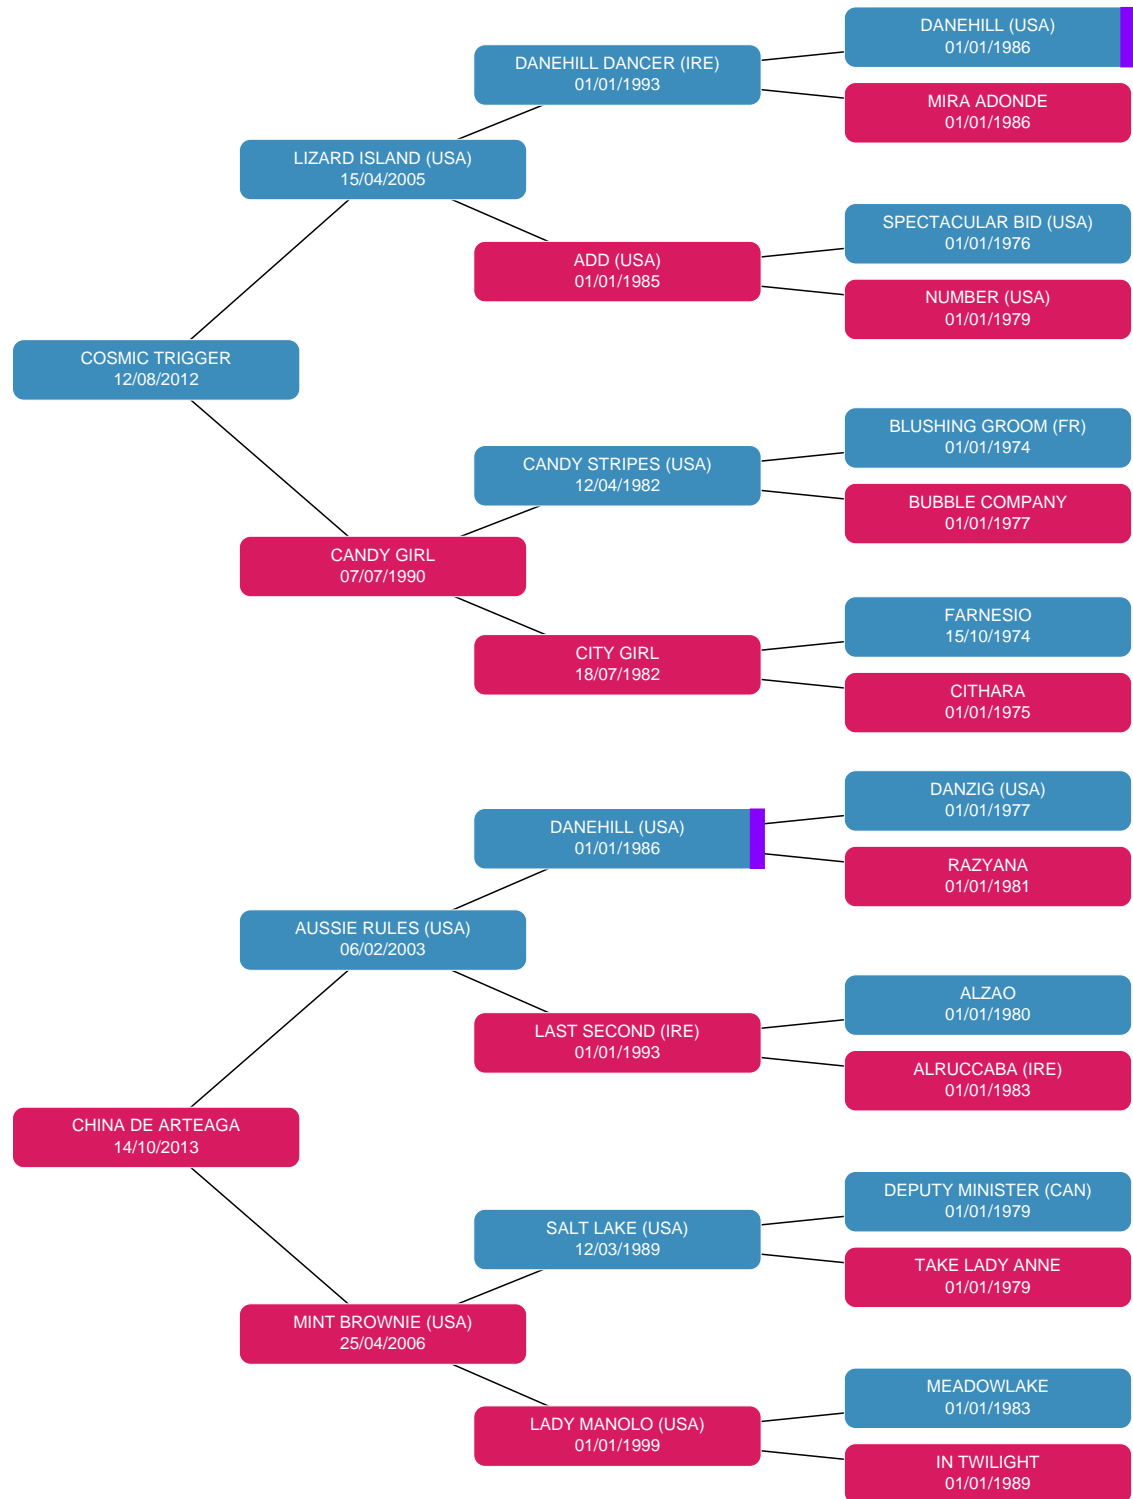 DANEHILL (USA)
01/01/1986
DANEHILL DANCER (IRE)
01/01/1993
MIRA ADONDE
01/01/1986
LIZARD ISLAND (USA)
15/04/2005
SPECTACULAR BID (USA)
01/01/1976
ADD (USA)
01/01/1985
NUMBER (USA)
01/01/1979
COSMIC TRIGGER
12/08/2012
BLUSHING GROOM (FR)
01/01/1974
CANDY STRIPES (USA)
12/04/1982
BUBBLE COMPANY
01/01/1977
CANDY GIRL
07/07/1990
FARNESIO
15/10/1974
CITY GIRL
18/07/1982
CITHARA
01/01/1975
DANZIG (USA)
01/01/1977
DANEHILL (USA)
01/01/1986
RAZYANA
01/01/1981
AUSSIE RULES (USA)
06/02/2003
ALZAO
01/01/1980
LAST SECOND (IRE)
01/01/1993
ALRUCCABA (IRE)
01/01/1983
CHINA DE ARTEAGA
14/10/2013
DEPUTY MINISTER (CAN)
01/01/1979
SALT LAKE (USA)
12/03/1989
TAKE LADY ANNE
01/01/1979
MINT BROWNIE (USA)
25/04/2006
MEADOWLAKE
01/01/1983
LADY MANOLO (USA)
01/01/1999
IN TWILIGHT
01/01/1989